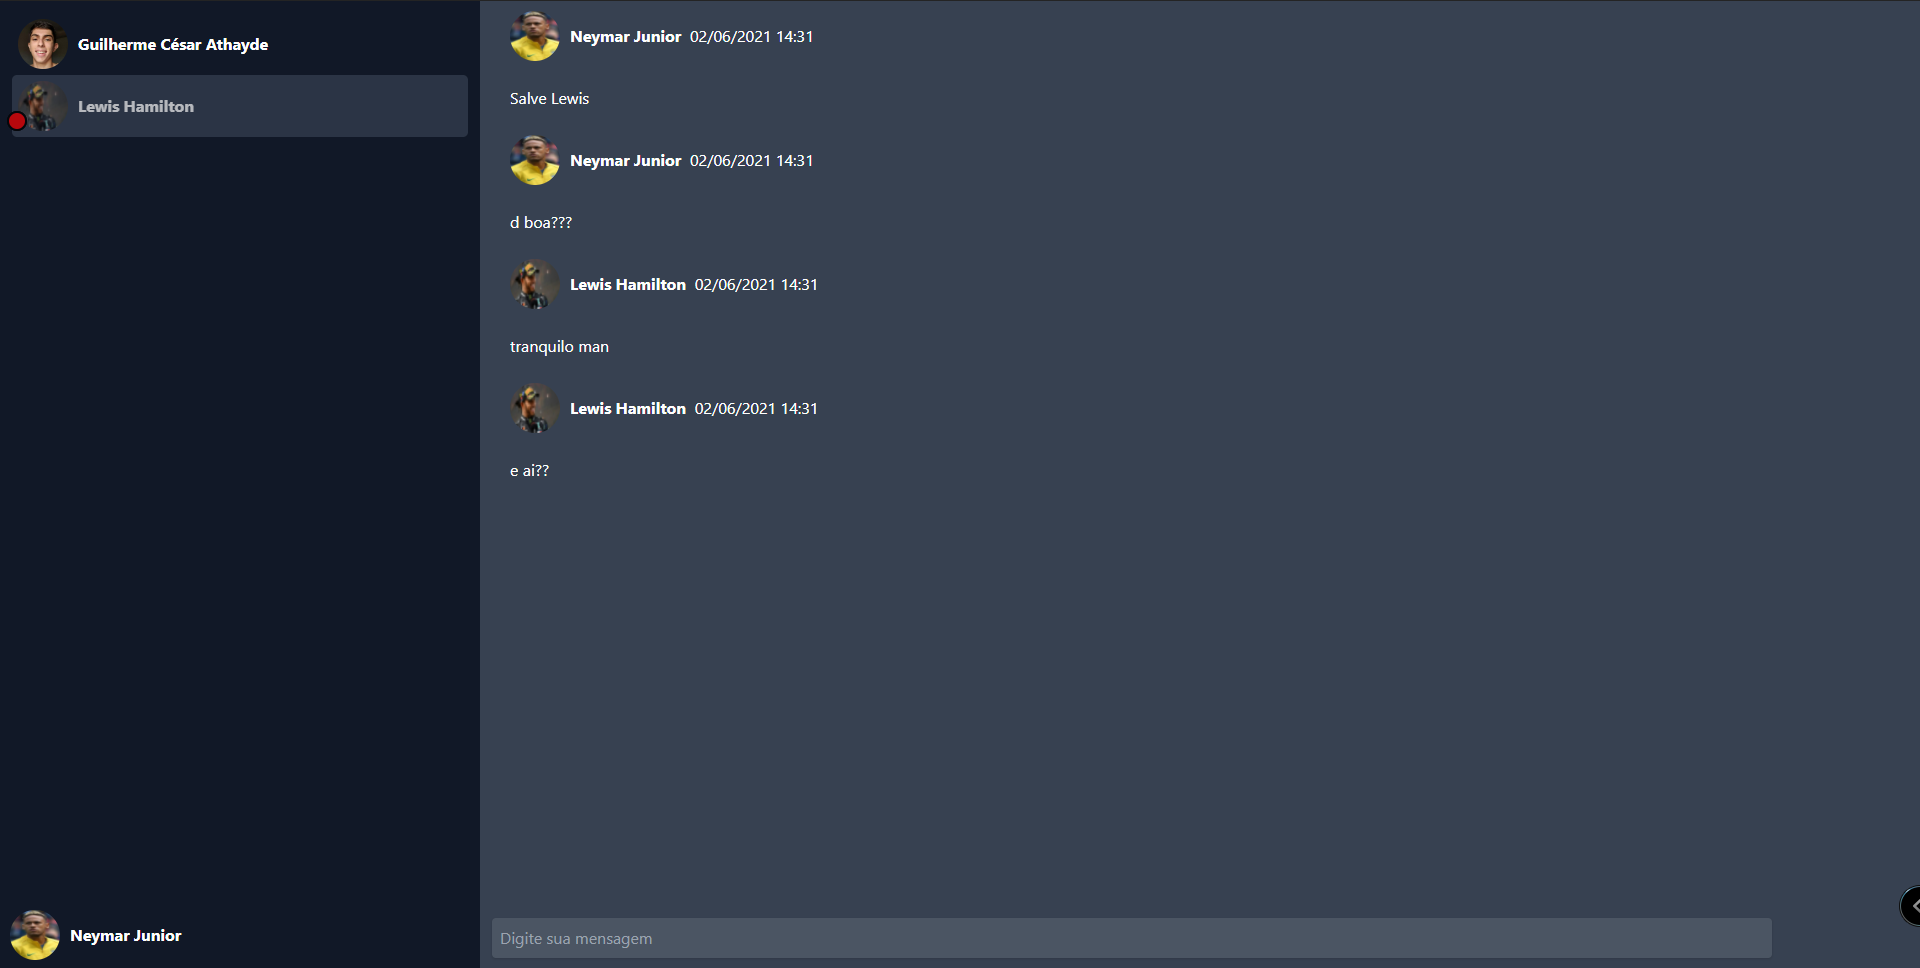 Guilherme César Athayde
Lewis Hamilton
Neymar Junior
Neymar Junior 02/06/2021 14:31
Salve Lewis
Neymar Junior 02/06/2021 14:31
d boa???
Lewis Hamilton 02/06/2021 14:31
tranquilo man
Lewis Hamilton 02/06/2021 14:31
e ai??
Digite sua mensagem